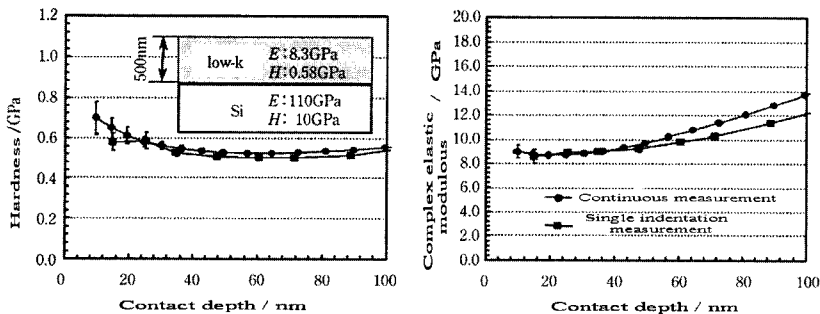 1.2
1.0
0.8
0.6
0.4
0.2
0.0
Hardness /GPa
500nm
low-k
E:8.3GPa
H:0.58GPa
Si
E:110GPa
H: 10GPa
0 20 40 60 80 100
Contact depth / nm
20.0
18.0
16.0
14.0
12.0
10.0
8.0
6.0
4.0
2.0
0.0
Complex elastic
modulous / GPa
Continuous measurement
Single indentation
measurement
0 20 40 60 80 100
Contact depth / nm